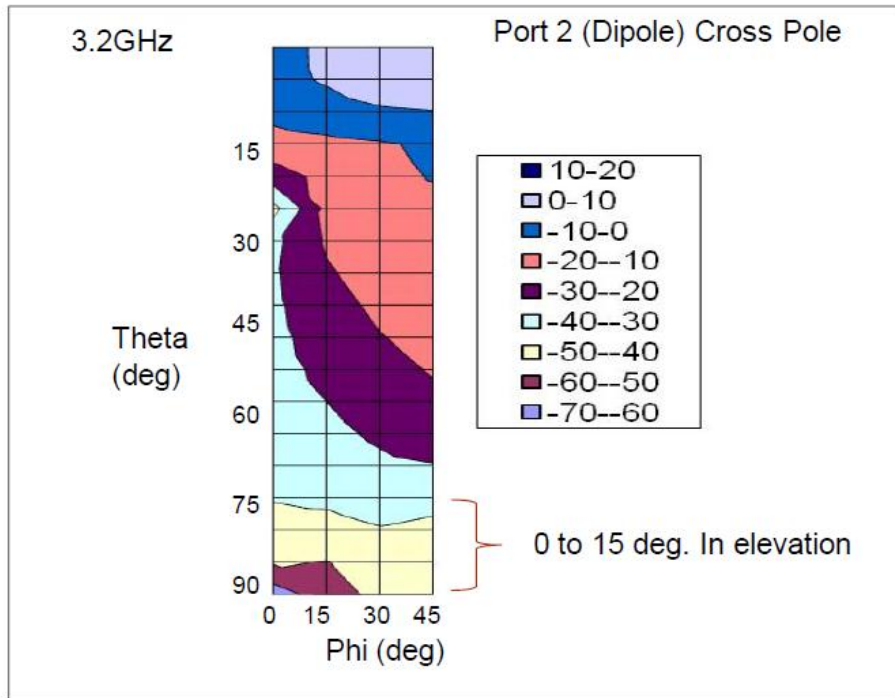 3.2GHz
Port 2 (Dipole) Cross Pole
15
30
45
60
75
90
Theta
(deg)
0 15 30 45
Phi (deg)
10-20
0-10
-10-0
-20--10
-30--20
-40--30
-50--40
-60--50
-70--60
0 to 15 deg. In elevation